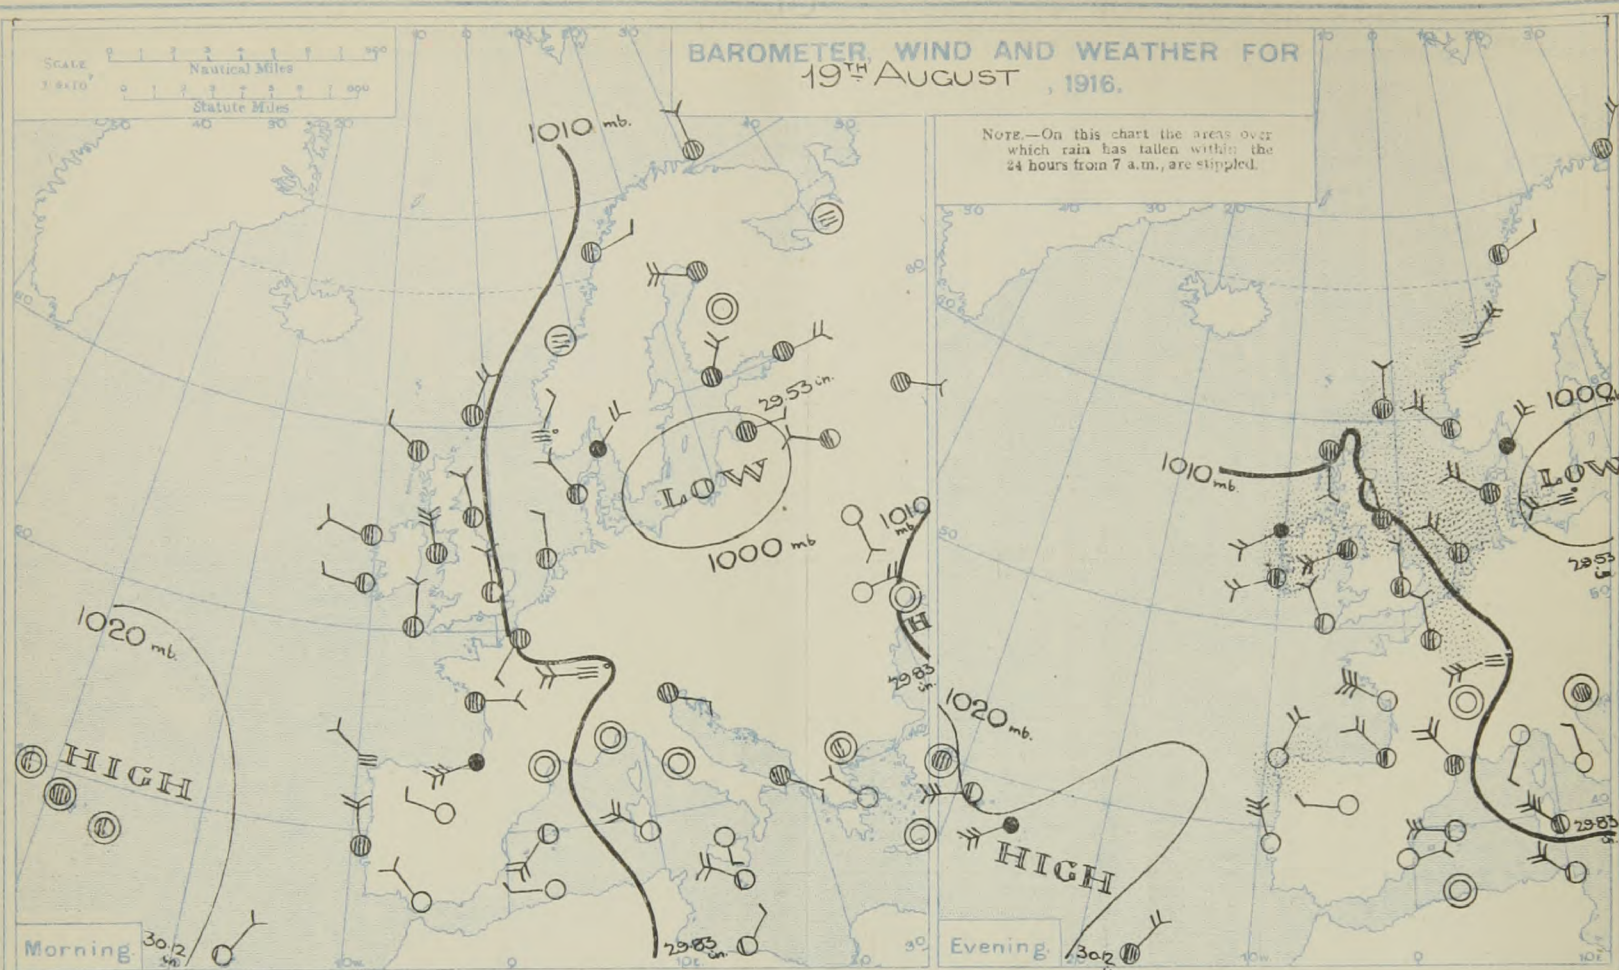 SCALE
Nautical Miles
Statute Miles
BAROMETER, WIND AND WEATHER FOR
19TH AUGUST, 1916.
NOTE.—On this chart the areas over
which rain has fallen within the
24 hours from 7 a.m., are stippled.
1010 mb.
29.53 in.
LOW
1000 mb
1010
mb.
H
29.83
in.
1020 mb.
HIGH
30.12
in.
29.83
in.
Morning.
1000
mb
LOW
1010 mb.
29.53
in.
1020 mb.
HIGH
29.83
in.
30.12
in.
Evening.